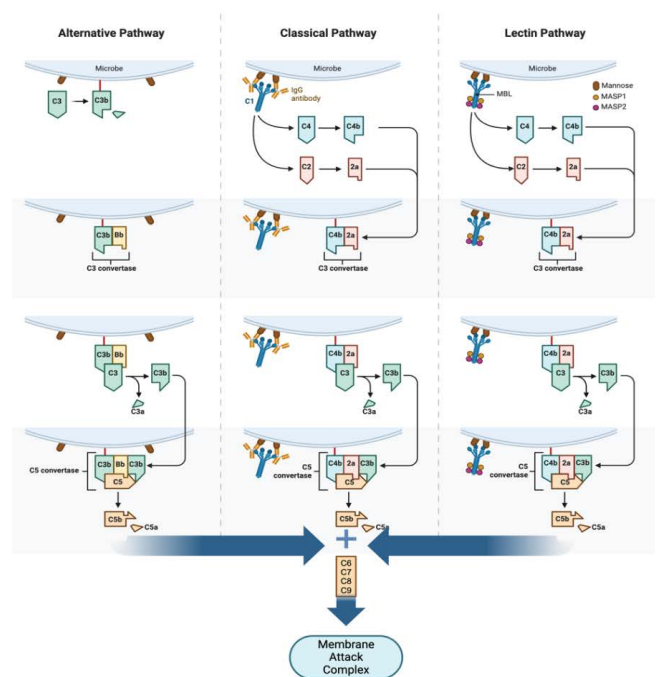 Alternative Pathway
Classical Pathway
Lectin Pathway
Microbe
Microbe
Microbe
C3
C3b
C1
IgG
antibody
C4
C4b
C2
2a
MBL
Mannose
MASP1
MASP2
C4
C4b
C2
2a
C3b
Bb
C3 convertase
C4b
2a
C3 convertase
C4b
2a
C3 convertase
C3b
Bb
C3
C3b
C3a
C4b
2a
C3
C3b
C3a
C4b
2a
C3
C3b
C3a
C5 convertase
C3b
Bb
C3b
C5
C5b
C5a
C5
convertase
C4b
2a
C3b
C5
C5b
C5a
C5
convertase
C4b
2a
C3b
C5
C5b
C5a
+
C6
C7
C8
C9
Membrane
Attack
Complex